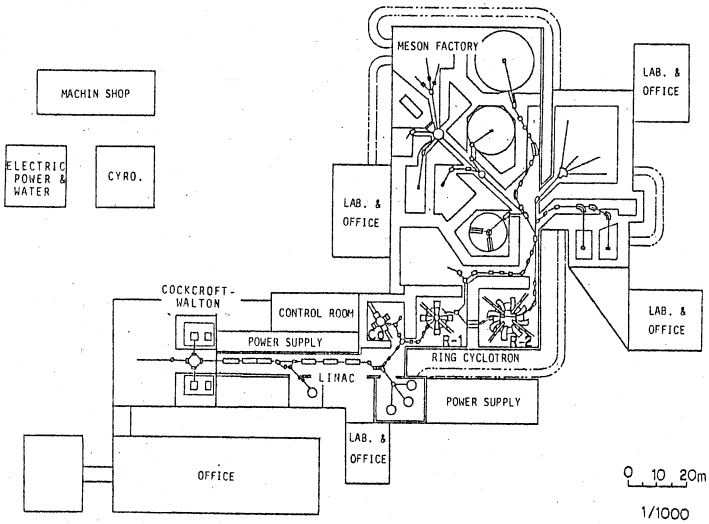 MESON FACTORY
LAB. &
OFFICE
MACHIN SHOP
ELECTRIC
POWER &
WATER
CYRO.
LAB. &
OFFICE
COCKCROFT-
WALTON
CONTROL ROOM
POWER SUPPLY
R-1
R-2
RING CYCLOTRON
LAB. &
OFFICE
LINAC
POWER SUPPLY
LAB. &
OFFICE
OFFICE
0 10 20m
1/1000